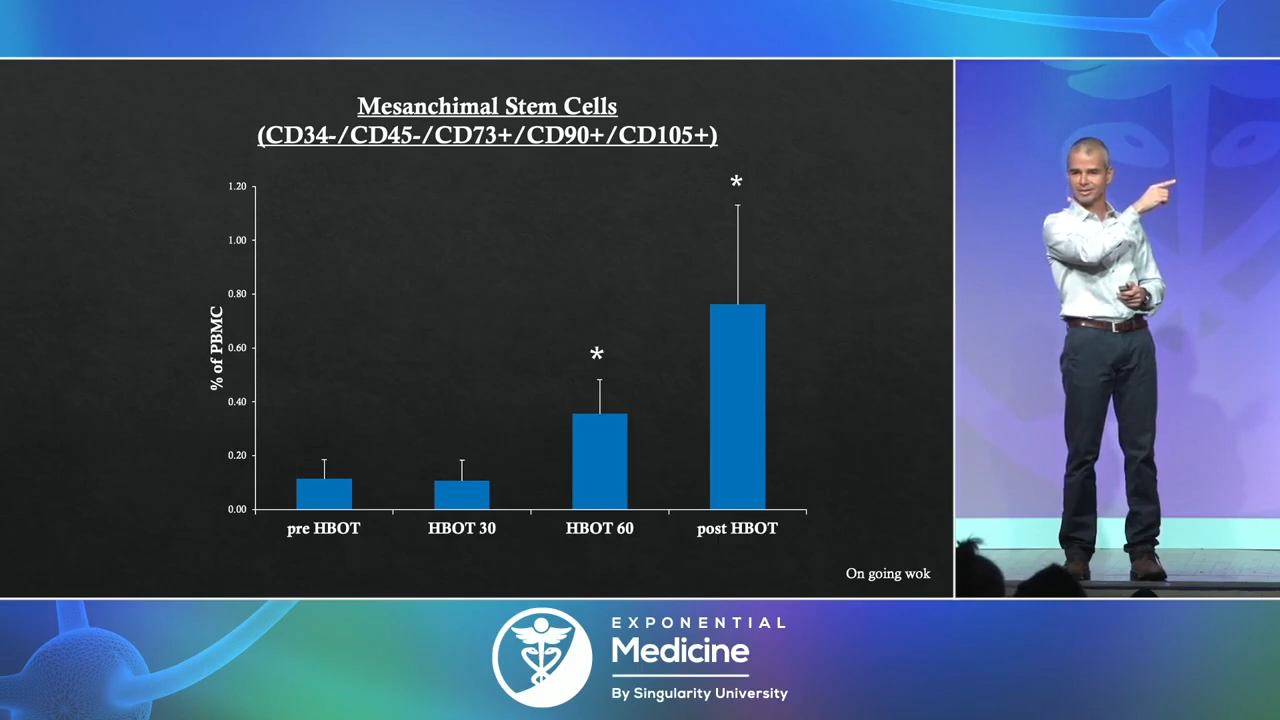 Mesanchimal Stem Cells
(CD34-/CD45-/CD73+/CD90+/CD105+)
% of PBMC
1.20
1.00
0.80
0.60
0.40
0.20
0.00
*
*
pre HBOT
HBOT 30
HBOT 60
post HBOT
On going wok
EXPONENTIAL
Medicine
By Singularity University